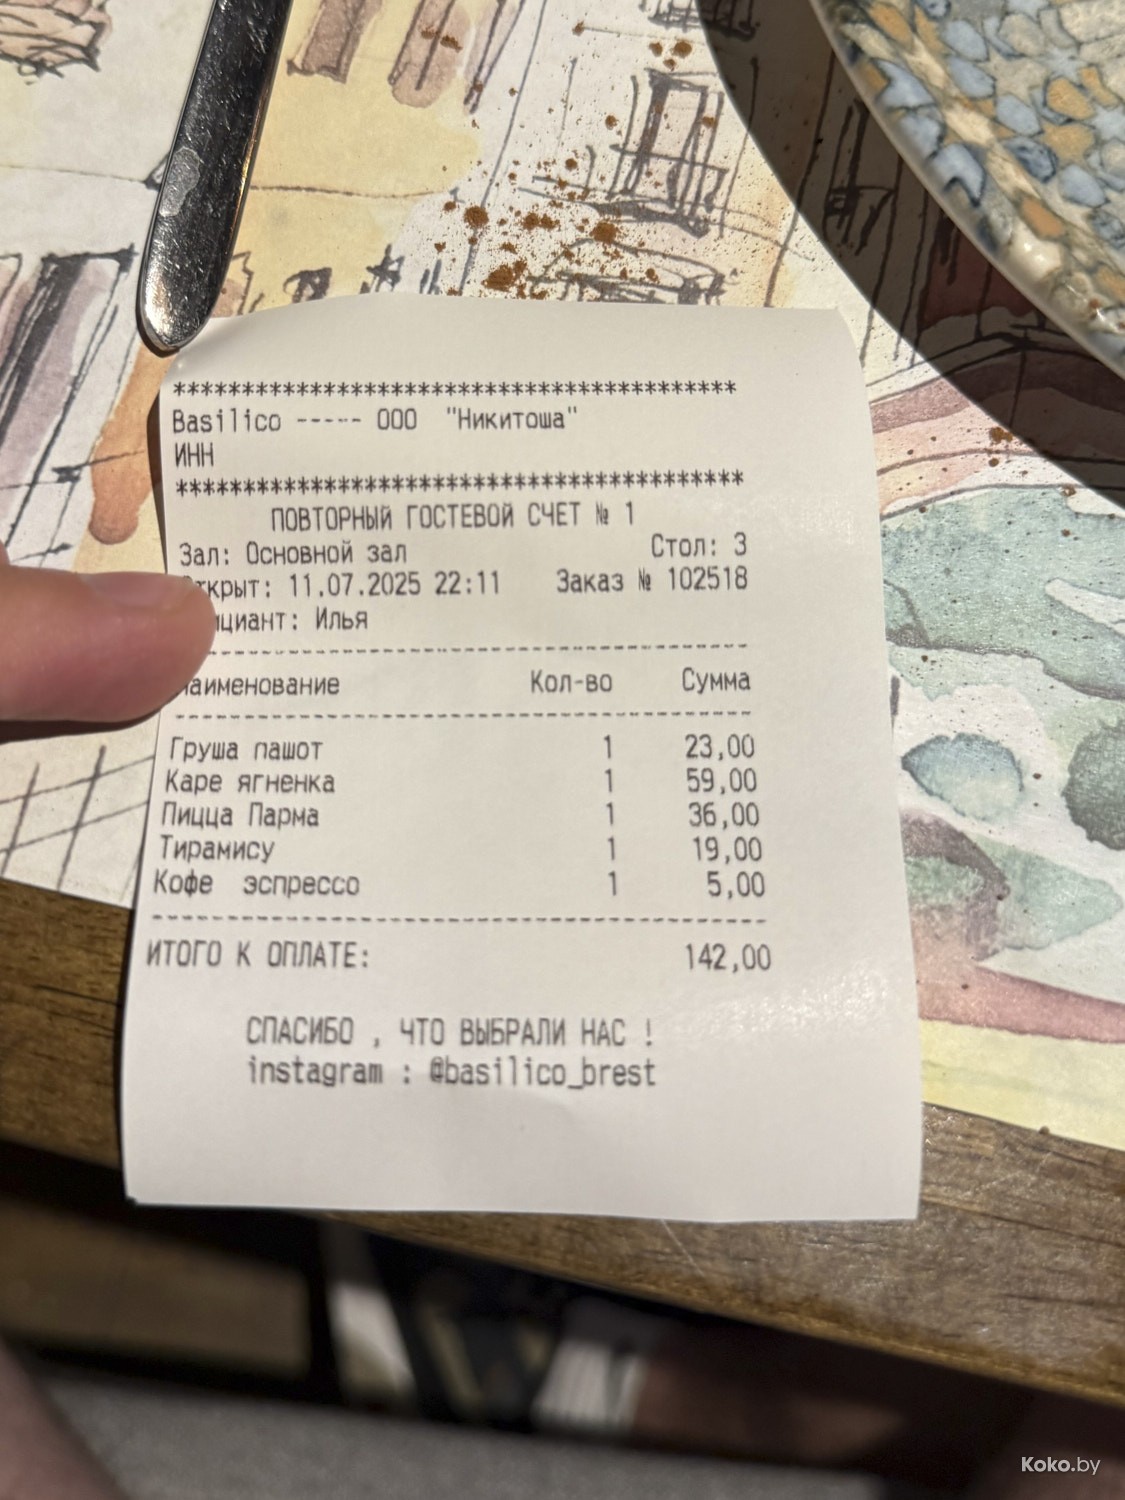 ******************************************
Basilico ----- ООО "Никитоша"
ИНН
******************************************
ПОВТОРНЫЙ ГОСТЕВОЙ СЧЕТ № 1
Зал: Основной зал Стол: 3
ткрыт: 11.07.2025 22:11 Заказ № 102518
ициант: Илья
аименование Кол-во Сумма
Груша пашот 1 23,00
Каре ягненка 1 59,00
Пицца Парма 1 36,00
Тирамису 1 19,00
Кофе эспрессо 1 5,00
ИТОГО К ОПЛАТЕ: 142,00
СПАСИБО , ЧТО ВЫБРАЛИ НАС !
instagram : @basilico_brest
Koko.by